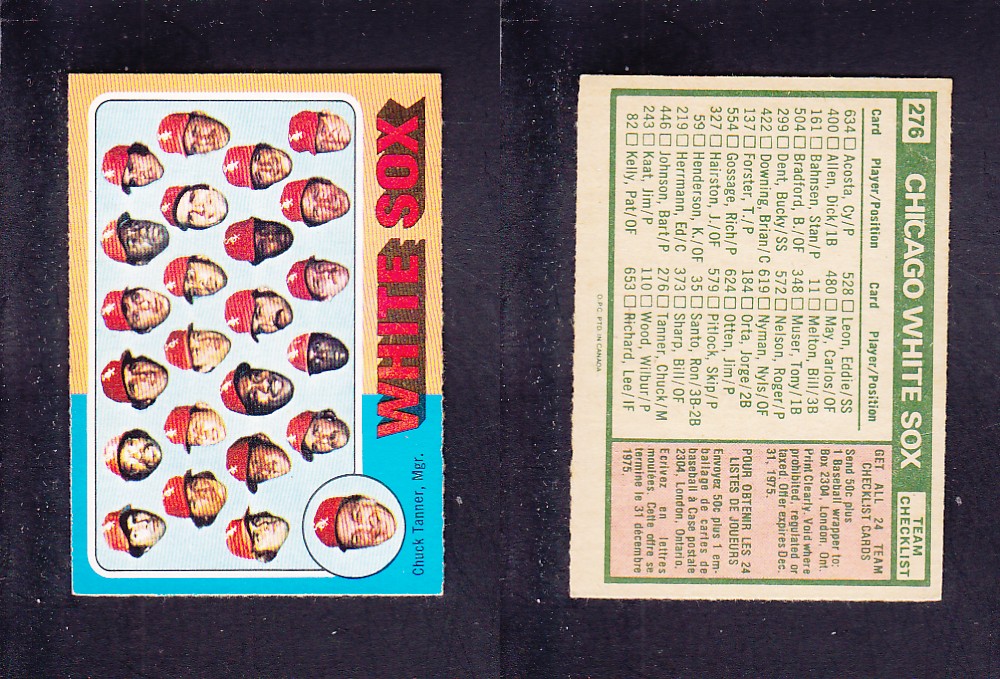 WHITE SOX
Chuck Tanner, Mgr.
276 CHICAGO WHITE SOX TEAM CHECKLIST
Card Player/Position Card Player/Position
634 Acosta, Cy/P 528 Leon, Eddie/SS
400 Allen, Dick/1B 480 May, Carlos/OF
161 Bahnsen, Stan/P 11 Melton, Bill/3B
504 Bradford, B./OF 348 Muser, Tony/1B
299 Dent, Bucky/SS 572 Nelson, Roger/P
422 Downing, Brian/C 619 Nyman, Nyls/OF
137 Forster, T./P 184 Orta, Jorge/2B
554 Gossage, Rich/P 624 Otten, Jim/P
327 Hairston, J./OF 579 Pitlock, Skip/P
59 Henderson, K./OF 35 Santo, Ron/3B-2B
219 Herrmann, Ed/C 373 Sharp, Bill/OF
446 Johnson, Bart/P 276 Tanner, Chuck/M
243 Kaat, Jim/P 110 Wood, Wilbur/P
82 Kelly, Pat/OF 653 Richard, Lee/IF
O.P.C. PTD. IN CANADA
GET ALL 24 TEAM
CHECKLIST CARDS
Send 50c plus
1 Baseball wrapper to:
Box 2304, London, Ont.
Print Clearly. Void where
prohibited, regulated or
taxed. Offer expires Dec.
31, 1975.
POUR OBTENIR LES 24
LISTES DE JOUEURS
Envoyez 50c plus 1 em-
ballage de cartes de
baseball à Case postale
2304, London, Ontario.
Ecrivez en lettres
moulées. Cette offre se
termine le 31 décembre
1975